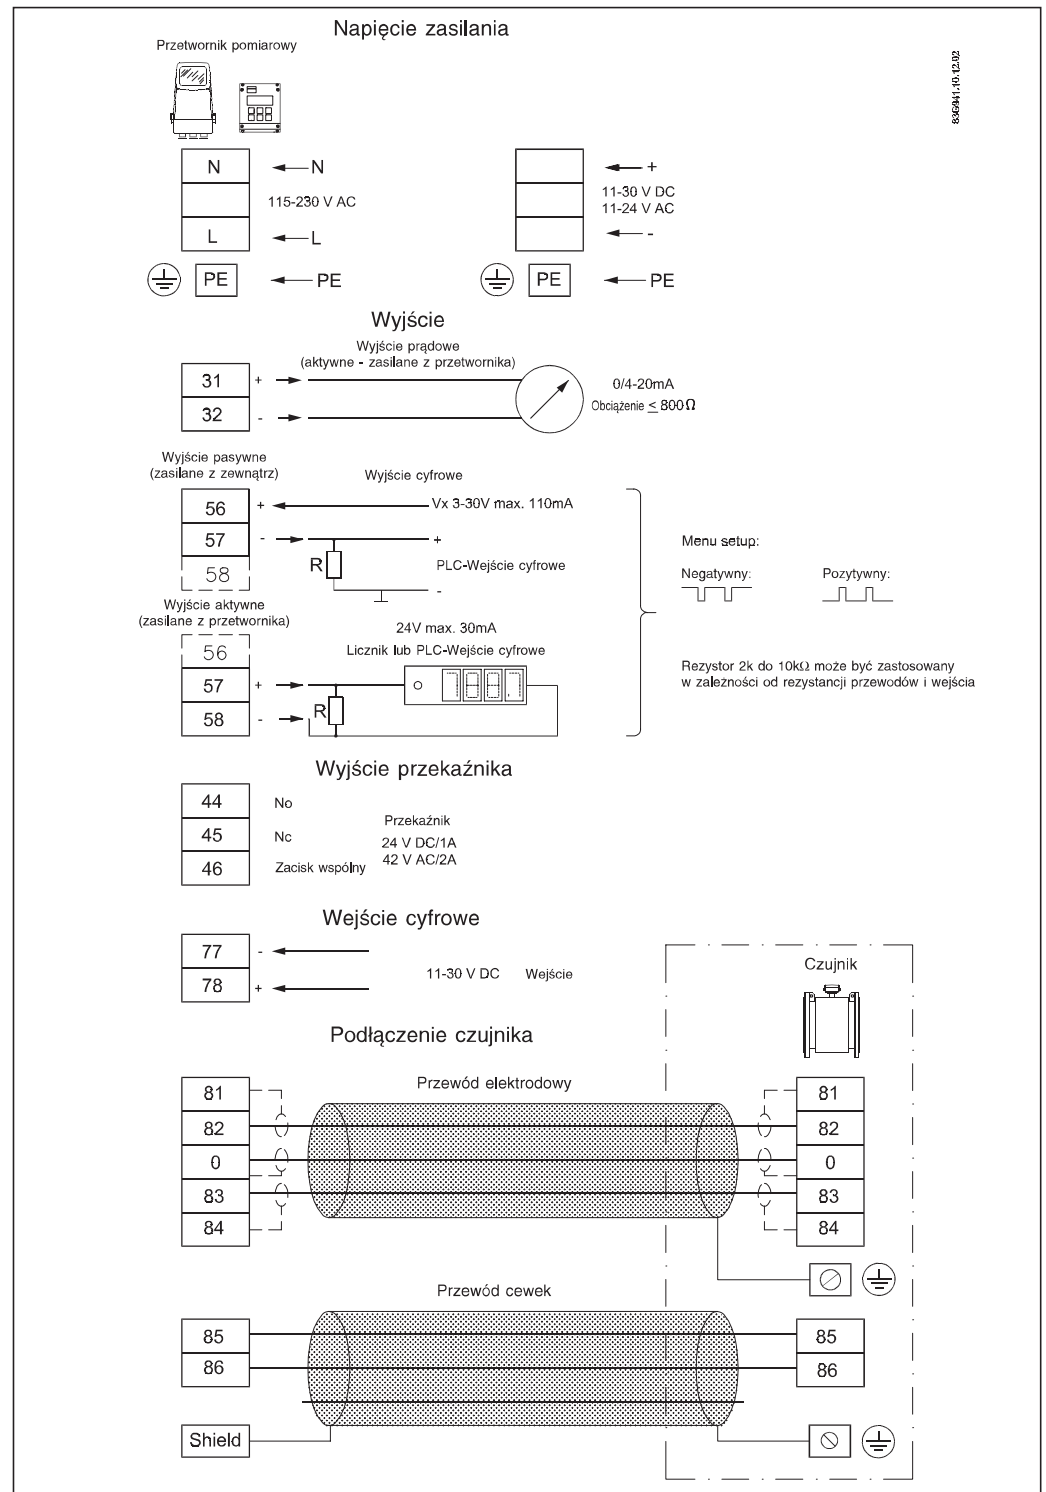 Napięcie zasilania
Przetwornik pomiarowy
836941.10.12.02
N
N
115-230 V AC
L
L
PE
PE
+
11-30 V DC
11-24 V AC
-
PE
PE
Wyjście
Wyjście prądowe
(aktywne - zasilane z przetwornika)
31
+
32
-
0/4-20mA
Obciążenie ≤ 800Ω
Wyjście pasywne
(zasilane z zewnątrz)
Wyjście cyfrowe
56
+
Vx 3-30V max. 110mA
57
-
+
R
PLC-Wejście cyfrowe
58
-
Menu setup:
Negatywny:
Pozytywny:
Wyjście aktywne
(zasilane z przetwornika)
24V max. 30mA
56
Licznik lub PLC-Wejście cyfrowe
57
+
R
58
-
Rezystor 2k do 10kΩ może być zastosowany
w zależności od rezystancji przewodów i wejścia
Wyjście przekaźnika
44
No
45
Nc
46
Zacisk wspólny
Przekaźnik
24 V DC/1A
42 V AC/2A
Wejście cyfrowe
77
-
78
+
11-30 V DC Wejście
Czujnik
Podłączenie czujnika
Przewód elektrodowy
81
81
82
82
0
0
83
83
84
84
Przewód cewek
85
85
86
86
Shield